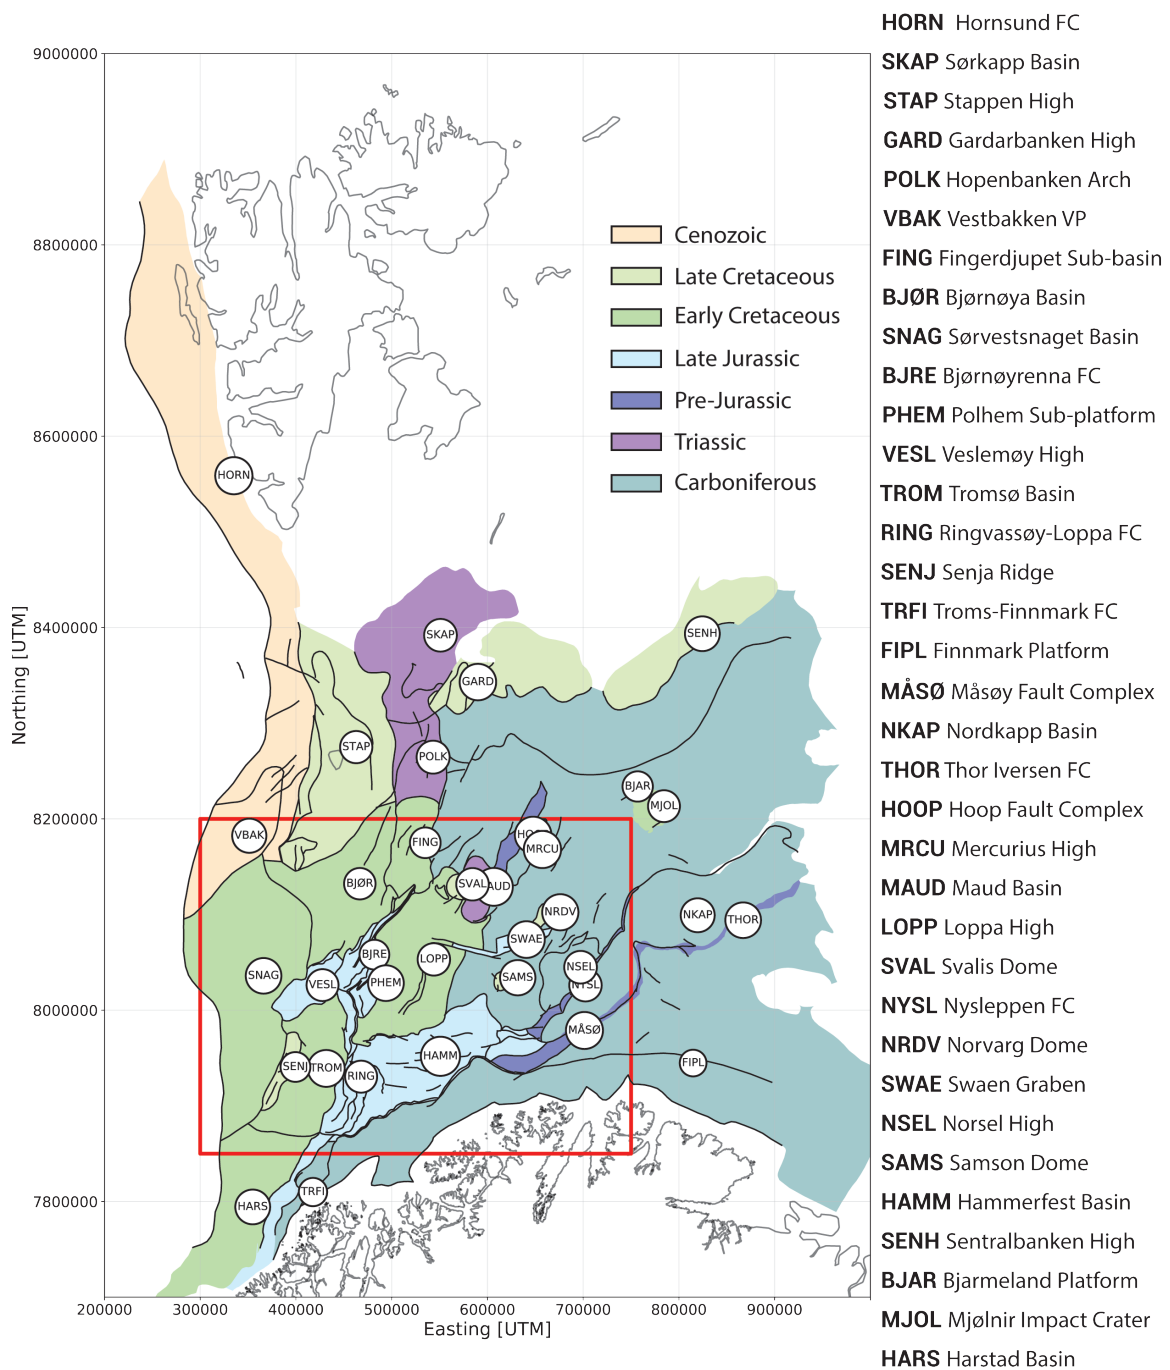 HORN Hornsund FC
SKAP Sørkapp Basin
STAP Stappen High
GARD Gardarbanken High
POLK Hopenbanken Arch
VBAK Vestbakken VP
FING Fingerdjupet Sub-basin
BJØR Bjørnøya Basin
SNAG Sørvestsnaget Basin
BJRE Bjørnøyrenna FC
PHEM Polhem Sub-platform
VESL Veslemøy High
TROM Tromsø Basin
RING Ringvassøy-Loppa FC
SENJ Senja Ridge
TRFI Troms-Finnmark FC
FIPL Finnmark Platform
MÅSØ Måsøy Fault Complex
NKAP Nordkapp Basin
THOR Thor Iversen FC
HOOP Hoop Fault Complex
MRCU Mercurius High
MAUD Maud Basin
LOPP Loppa High
SVAL Svalis Dome
NYSL Nysleppen FC
NRDV Norvarg Dome
SWAE Swaen Graben
NSEL Norsel High
SAMS Samson Dome
HAMM Hammerfest Basin
SENH Sentralbanken High
BJAR Bjarmeland Platform
MJOL Mjølnir Impact Crater
HARS Harstad Basin
Cenozoic
Late Cretaceous
Early Cretaceous
Late Jurassic
Pre-Jurassic
Triassic
Carboniferous
9000000
8800000
8600000
8400000
8200000
8000000
7800000
Northing [UTM]
200000 300000 400000 500000 600000 700000 800000 900000
Easting [UTM]
HORN
SKAP
SENH
GARD
STAP
POLK
BJAR
MJOL
VBAK
FING
HO
MRCU
BJØR
SVAL
AUD
NRDV
NKAP
THOR
SWAE
BJRE
LOPP
NSEL
SNAG
VESL
PHEM
SAMS
NYSL
MÅSØ
HAMM
FIPL
SENJ
TROM
RING
TRFI
HARS